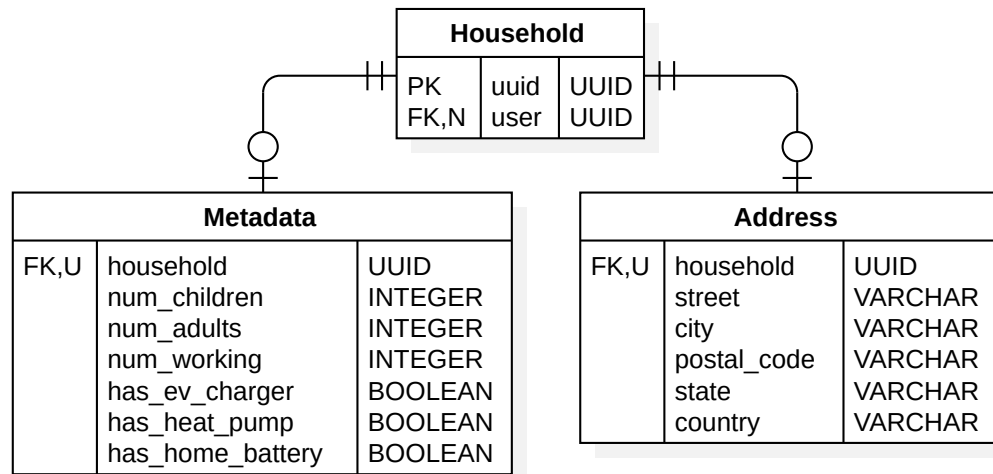 Household
PK uuid UUID
FK,N user UUID
Metadata
FK,U household UUID
num_children INTEGER
num_adults INTEGER
num_working INTEGER
has_ev_charger BOOLEAN
has_heat_pump BOOLEAN
has_home_battery BOOLEAN
Address
FK,U household UUID
street VARCHAR
city VARCHAR
postal_code VARCHAR
state VARCHAR
country VARCHAR